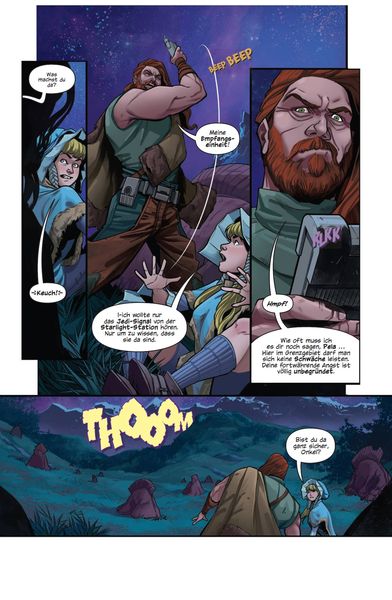 Was
machst du
da?
BEEP BEEP
Meine
Empfangs-
einheit!
-:Keuch!:-
I-ich wollte nur
das Jedi-Signal von der
Starlight-Station hören.
Nur um zu wissen, dass
sie da sind.
KLIKK
Hmpf!
Wie oft muss ich
es dir noch sagen, Pela ...
Hier im Grenzgebiet darf man
sich keine Schwäche leisten.
Deine fortwährende Angst ist
völlig unbegründet.
THOOOM
Bist du da
ganz sicher,
Onkel?